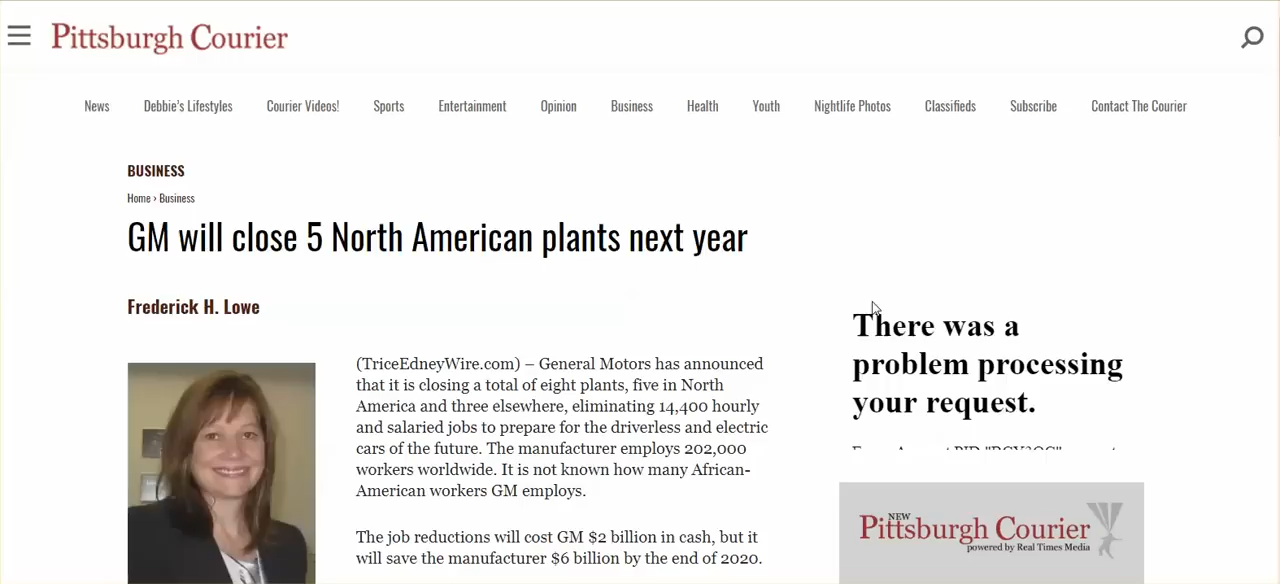 Pittsburgh Courier
News Debbie's Lifestyles Courier Videos! Sports Entertainment Opinion Business Health Youth Nightlife Photos Classifieds Subscribe Contact The Courier
BUSINESS
Home › Business
GM will close 5 North American plants next year
Frederick H. Lowe
(TriceEdneyWire.com) – General Motors has announced
that it is closing a total of eight plants, five in North
America and three elsewhere, eliminating 14,400 hourly
and salaried jobs to prepare for the driverless and electric
cars of the future. The manufacturer employs 202,000
workers worldwide. It is not known how many African-
American workers GM employs.
The job reductions will cost GM $2 billion in cash, but it
will save the manufacturer $6 billion by the end of 2020.
There was a
problem processing
your request.
NEW
Pittsburgh Courier
powered by Real Times Media